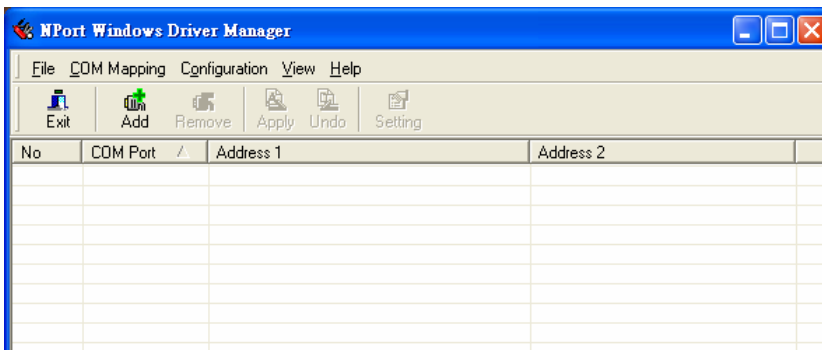 NPort Windows Driver Manager
File COM Mapping Configuration View Help
Exit Add Remove Apply Undo Setting
No COM Port Address 1 Address 2